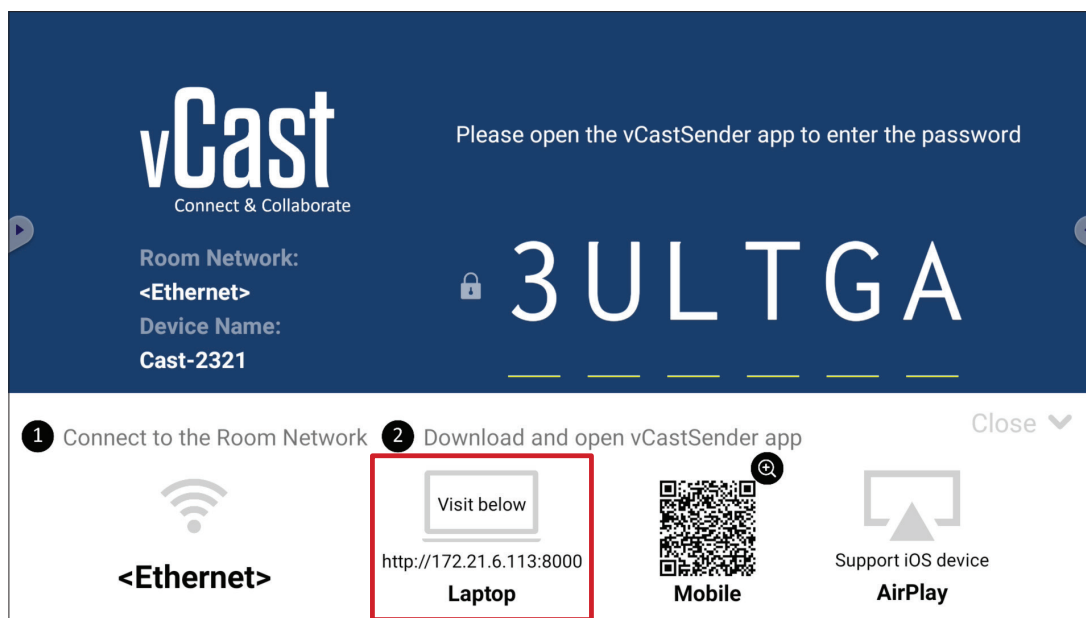 vCast
Connect & Collaborate
Please open the vCastSender app to enter the password
Room Network:
<Ethernet>
Device Name:
Cast-2321
3ULTGA
Close
1 Connect to the Room Network
2 Download and open vCastSender app
<Ethernet>
Visit below
http://172.21.6.113:8000
Laptop
Mobile
Support iOS device
AirPlay